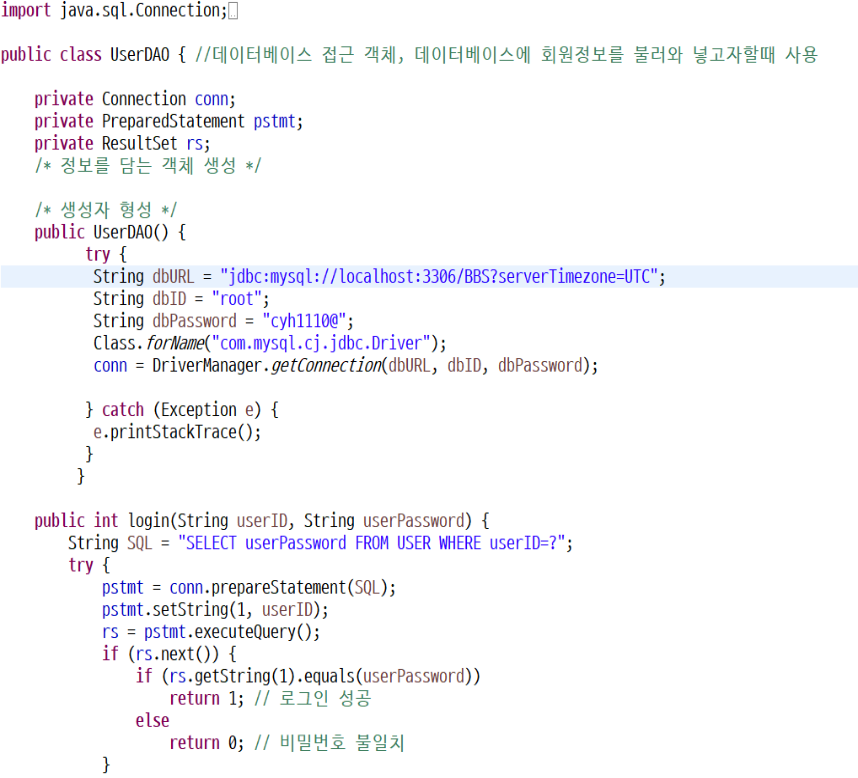 import java.sql.Connection;
public class UserDAO { //데이터베이스 접근 객체, 데이터베이스에 회원정보를 불러와 넣고자할때 사용
private Connection conn;
private PreparedStatement pstmt;
private ResultSet rs;
/* 정보를 담는 객체 생성 */
/* 생성자 형성 */
public UserDAO() {
try {
String dbURL = "jdbc:mysql://localhost:3306/BBS?serverTimezone=UTC";
String dbID = "root";
String dbPassword = "cyh1110@";
Class.forName("com.mysql.cj.jdbc.Driver");
conn = DriverManager.getConnection(dbURL, dbID, dbPassword);
} catch (Exception e) {
e.printStackTrace();
}
}
public int login(String userID, String userPassword) {
String SQL = "SELECT userPassword FROM USER WHERE userID=?";
try {
pstmt = conn.prepareStatement(SQL);
pstmt.setString(1, userID);
rs = pstmt.executeQuery();
if (rs.next()) {
if (rs.getString(1).equals(userPassword))
return 1; // 로그인 성공
else
return 0; // 비밀번호 불일치
}